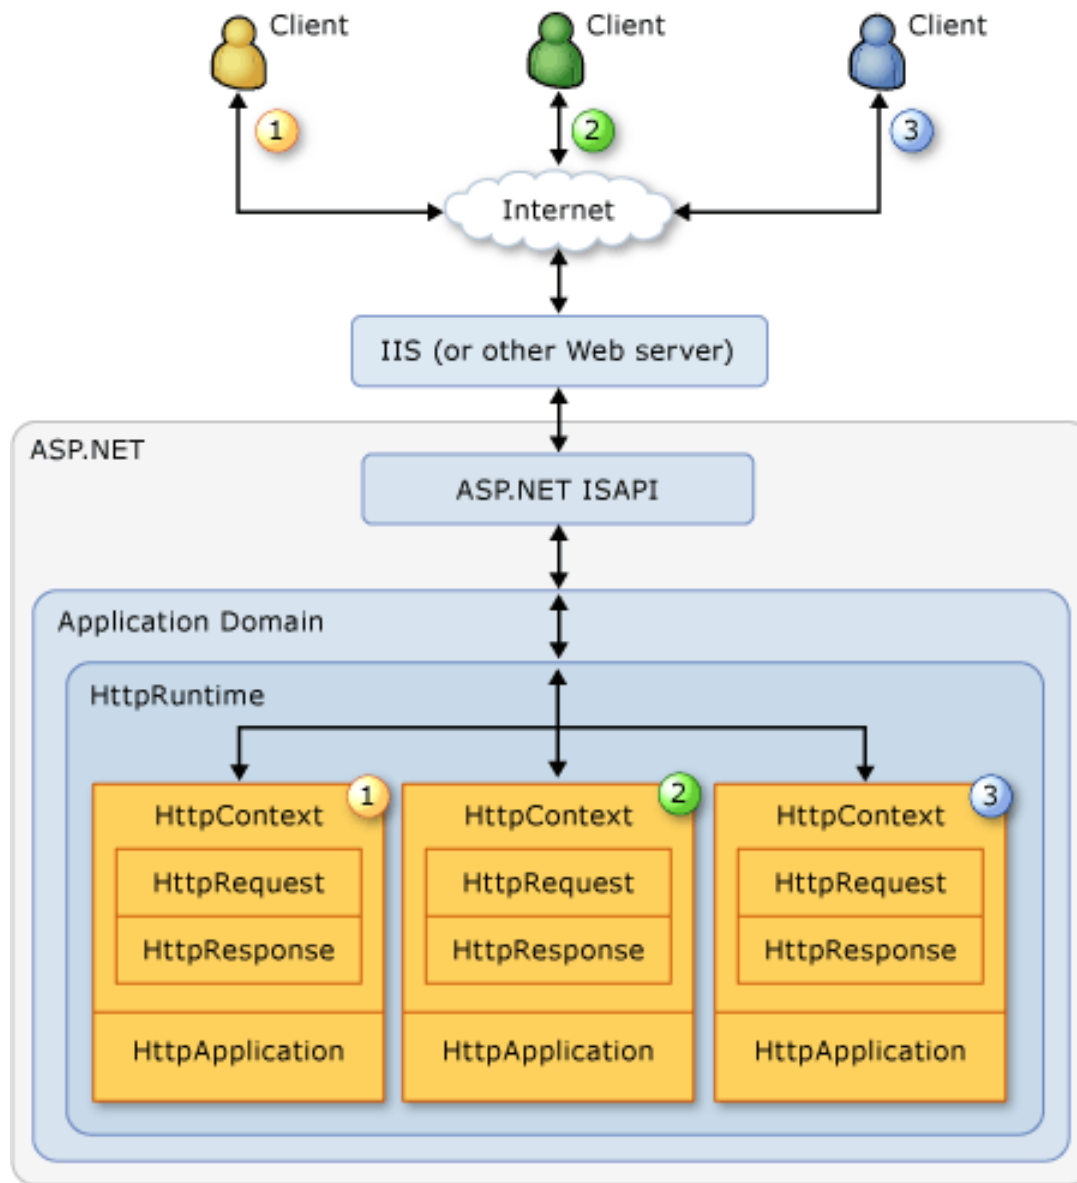 Client
Client
Client
1
2
3
Internet
IIS (or other Web server)
ASP.NET
ASP.NET ISAPI
Application Domain
HttpRuntime
1
2
3
HttpContext
HttpContext
HttpContext
HttpRequest
HttpRequest
HttpRequest
HttpResponse
HttpResponse
HttpResponse
HttpApplication
HttpApplication
HttpApplication